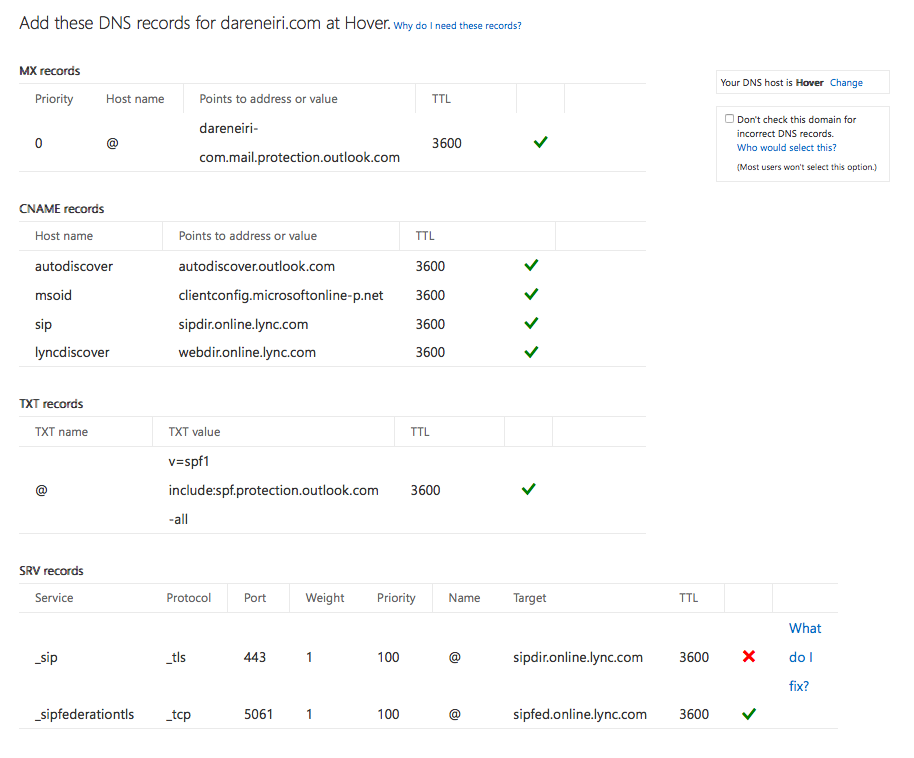 Add these DNS records for dareneiri.com at Hover. Why do I need these records?
MX records
Priority Host name Points to address or value TTL
0 @ dareneiri-
com.mail.protection.outlook.com 3600
Your DNS host is Hover Change
Don't check this domain for
incorrect DNS records.
Who would select this?
(Most users won't select this option.)
CNAME records
Host name Points to address or value TTL
autodiscover autodiscover.outlook.com 3600
msoid clientconfig.microsoftonline-p.net 3600
sip sipdir.online.lync.com 3600
lyncdiscover webdir.online.lync.com 3600
TXT records
TXT name TXT value TTL
v=spf1
@ include:spf.protection.outlook.com 3600
-all
SRV records
Service Protocol Port Weight Priority Name Target TTL
What
_sip _tls 443 1 100 @ sipdir.online.lync.com 3600 do I
fix?
_sipfederationtls _tcp 5061 1 100 @ sipfed.online.lync.com 3600